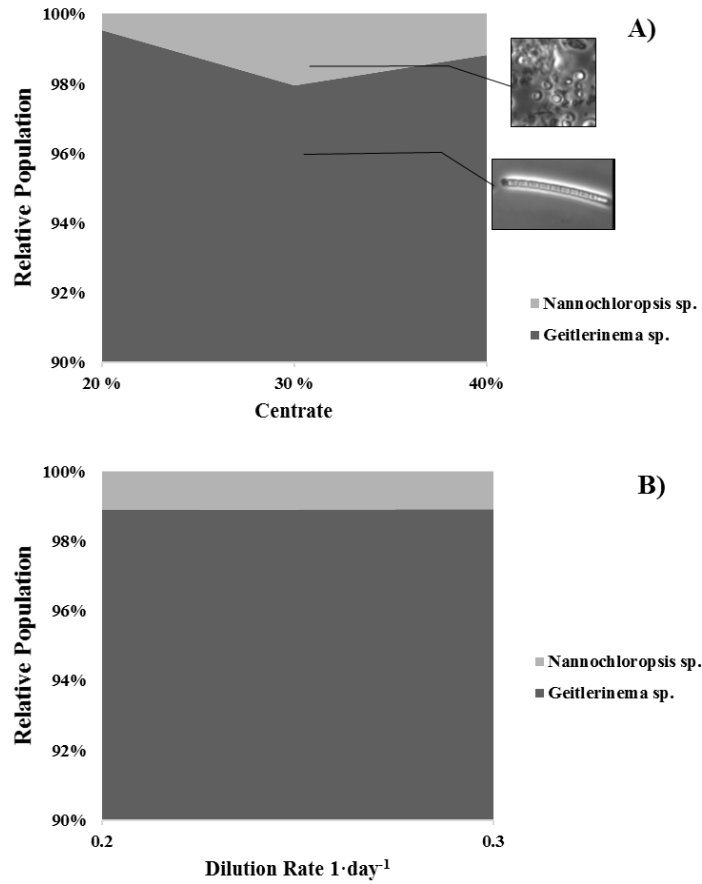 A)
100%
98%
96%
94%
92%
90%
Relative Population
20 %
30 %
40%
Centrate
Nannochloropsis sp.
Geitlerinema sp.
B)
100%
98%
96%
94%
92%
90%
Relative Population
0.2
0.3
Dilution Rate 1·day⁻¹
Nannochloropsis sp.
Geitlerinema sp.